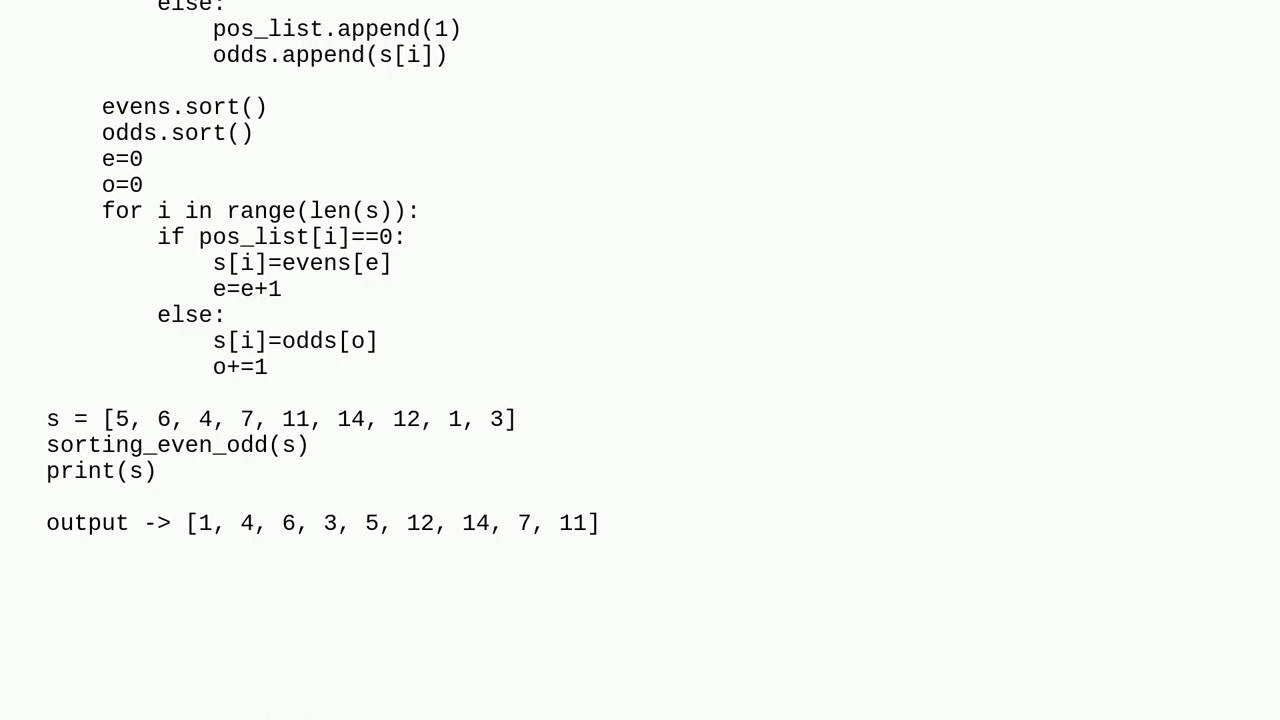 else:
pos_list.append(1)
odds.append(s[i])
evens.sort()
odds.sort()
e=0
o=0
for i in range(len(s)):
if pos_list[i]==0:
s[i]=evens[e]
e=e+1
else:
s[i]=odds[o]
o+=1
s = [5, 6, 4, 7, 11, 14, 12, 1, 3]
sorting_even_odd(s)
print(s)
output -> [1, 4, 6, 3, 5, 12, 14, 7, 11]